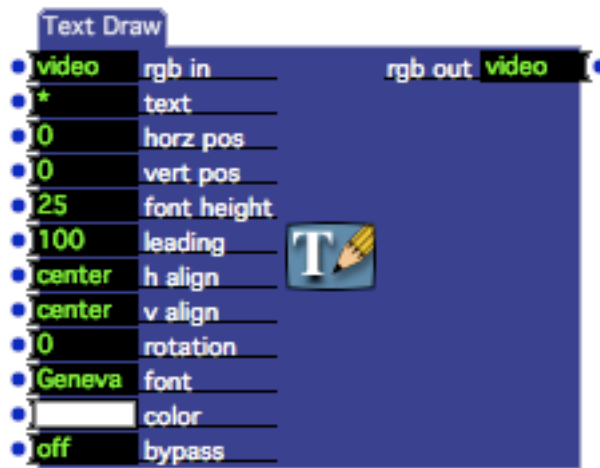 Text Draw
video rgb in rgb out video
* text
0 horz pos
0 vert pos
25 font height
100 leading
T
center h align
center v align
0 rotation
Geneva font
color
off bypass